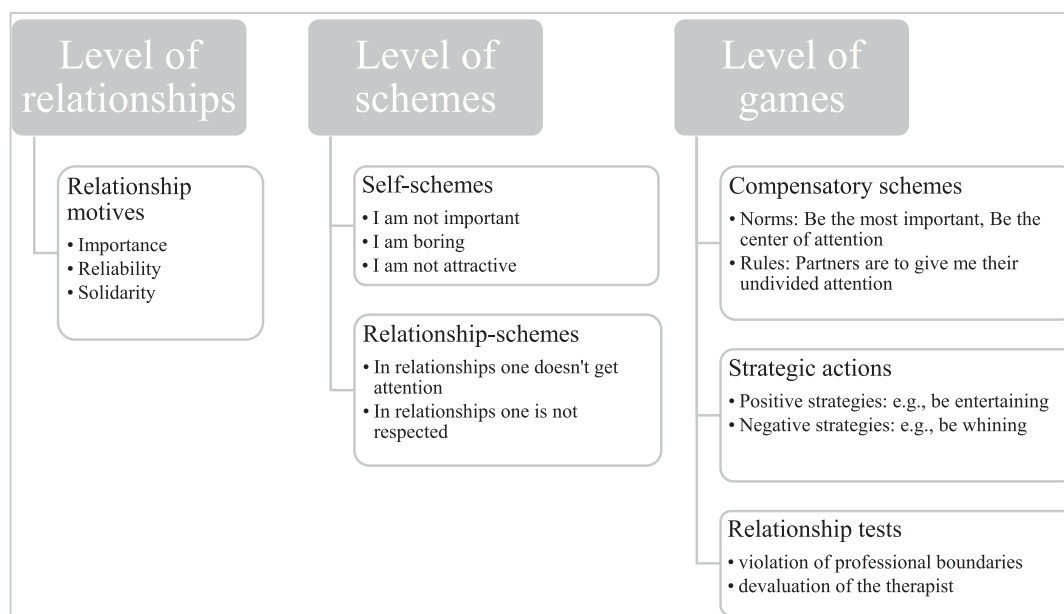 Level of
relationships
Relationship
motives
• Importance
• Reliability
• Solidarity
Level of
schemes
Self-schemes
• I am not important
• I am boring
• I am not attractive
Relationship-schemes
• In relationships one doesn't get
attention
• In relationships one is not
respected
Level of
games
Compensatory schemes
• Norms: Be the most important, Be the
center of attention
• Rules: Partners are to give me their
undivided attention
Strategic actions
• Positive strategies: e.g., be entertaining
• Negative strategies: e.g., be whining
Relationship tests
• violation of professional boundaries
• devaluation of the therapist